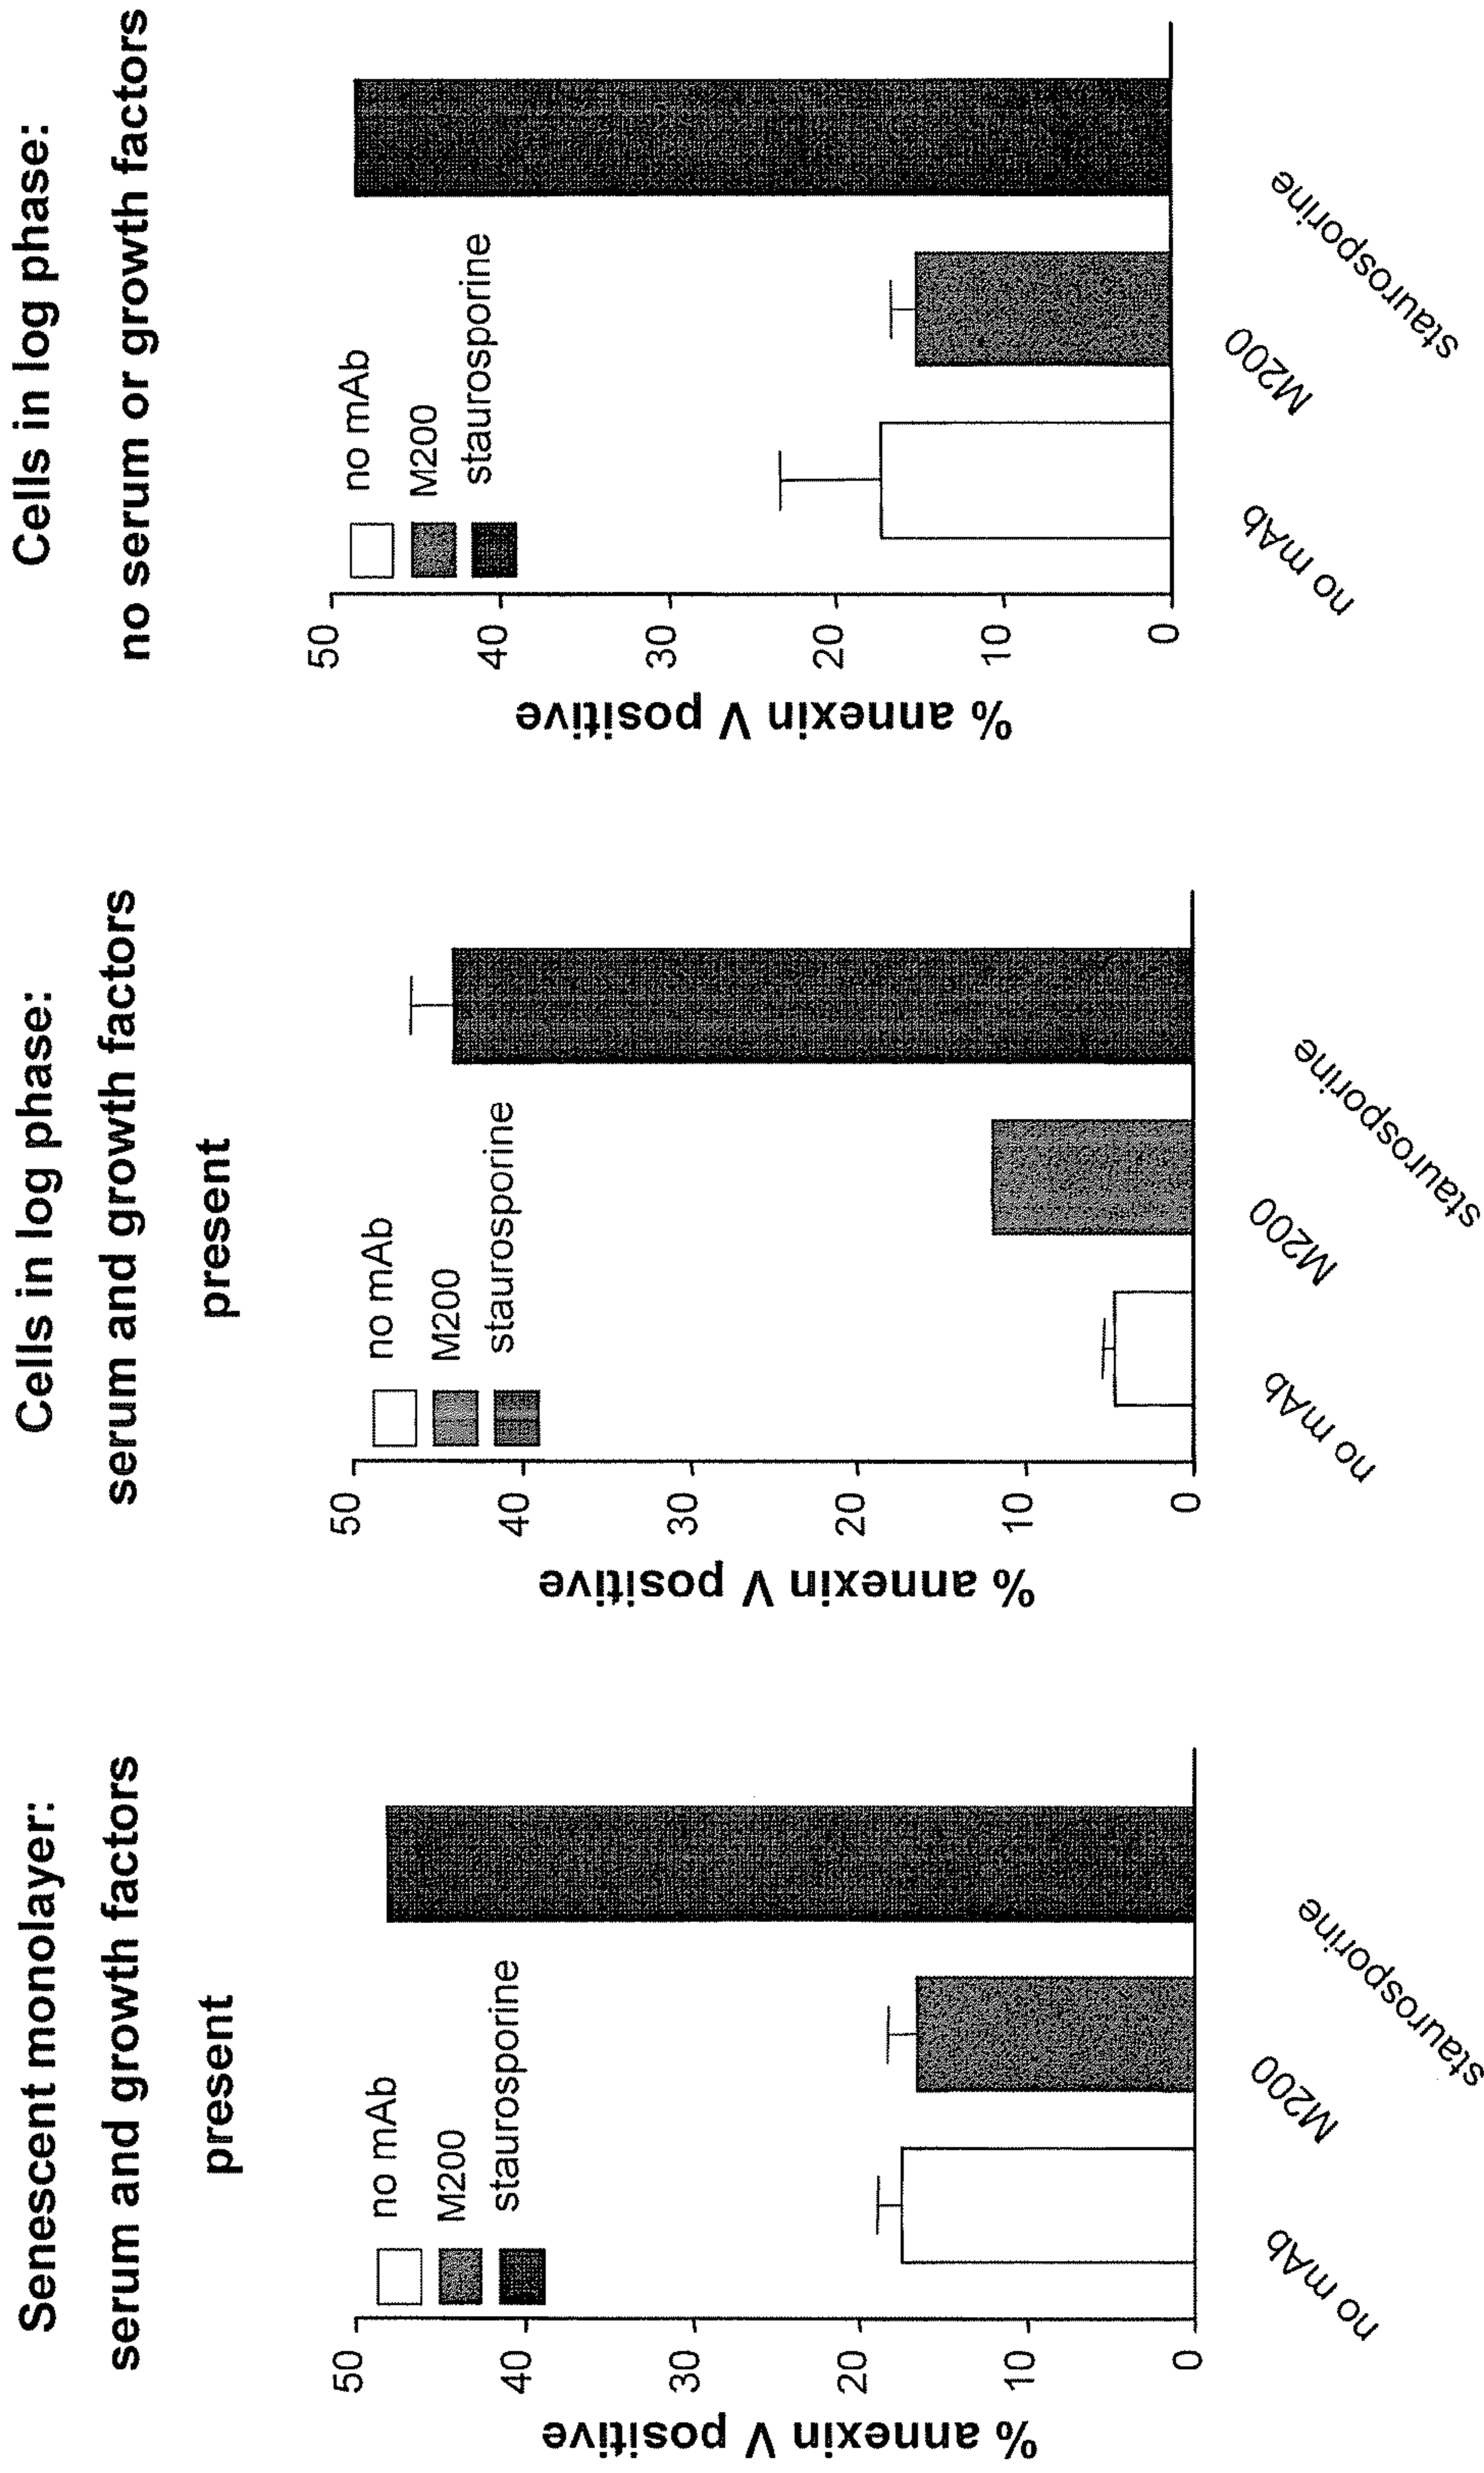 Senescent monolayer:
serum and growth factors
present
% annexin V positive
50
40
30
20
10
0
no mAb
M200
staurosporine
no mAb
M200
staurosporine
Cells in log phase:
serum and growth factors
present
% annexin V positive
50
40
30
20
10
0
no mAb
M200
staurosporine
no mAb
M200
staurosporine
Cells in log phase:
no serum or growth factors
% annexin V positive
50
40
30
20
10
0
no mAb
M200
staurosporine
no mAb
M200
staurosporine